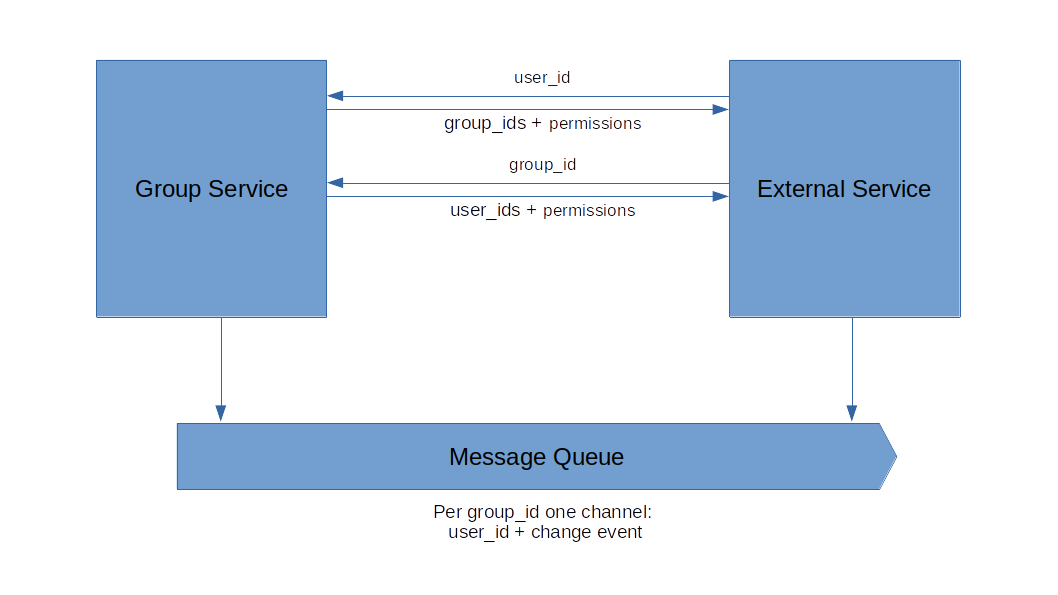 user_id
group_ids + permissions
group_id
Group Service
External Service
user_ids + permissions
Message Queue
Per group_id one channel:
user_id + change event